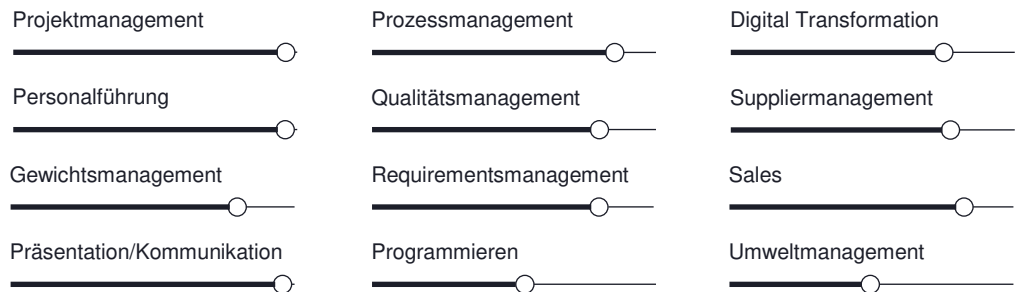 Projektmanagement
Prozessmanagement
Digital Transformation
Personalführung
Qualitätsmanagement
Suppliermanagement
Gewichtsmanagement
Requirementsmanagement
Sales
Präsentation/Kommunikation
Programmieren
Umweltmanagement